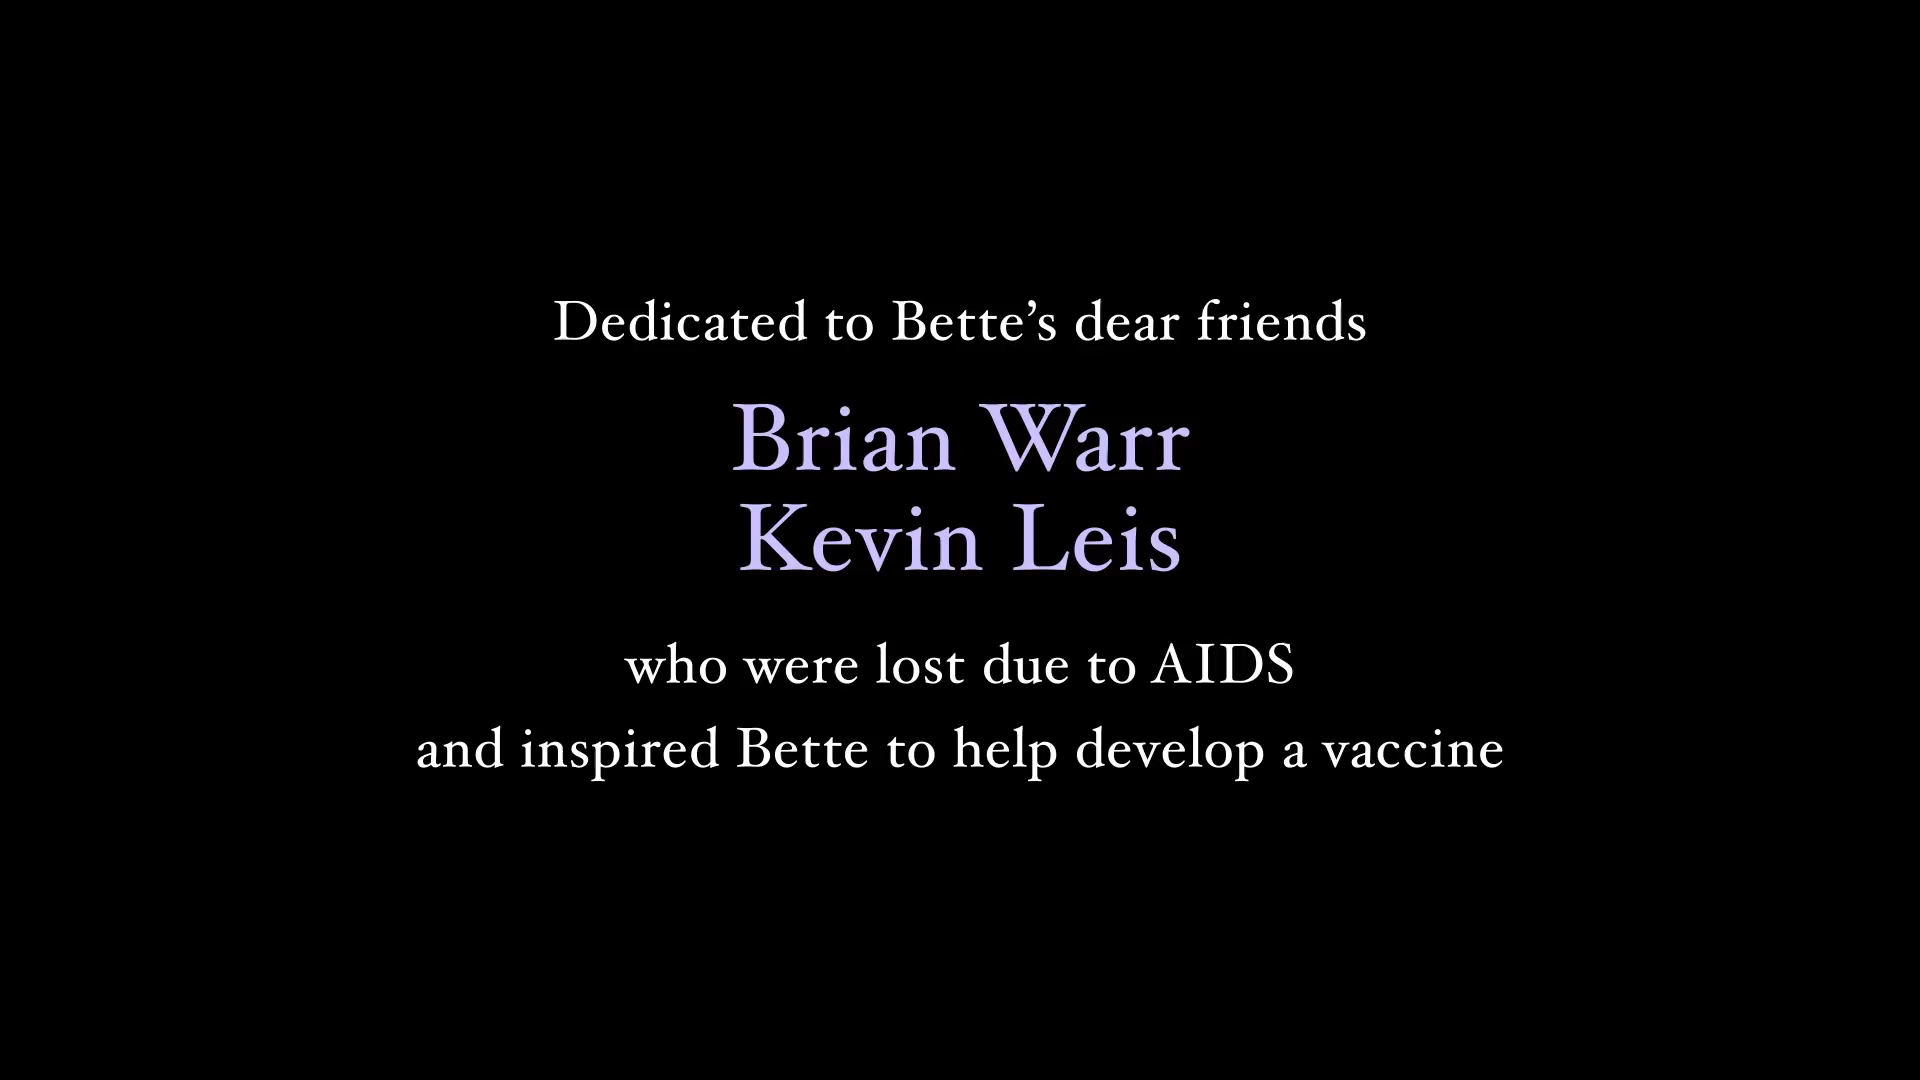 Dedicated to Bette’s dear friends
Brian Warr
Kevin Leis
who were lost due to AIDS
and inspired Bette to help develop a vaccine